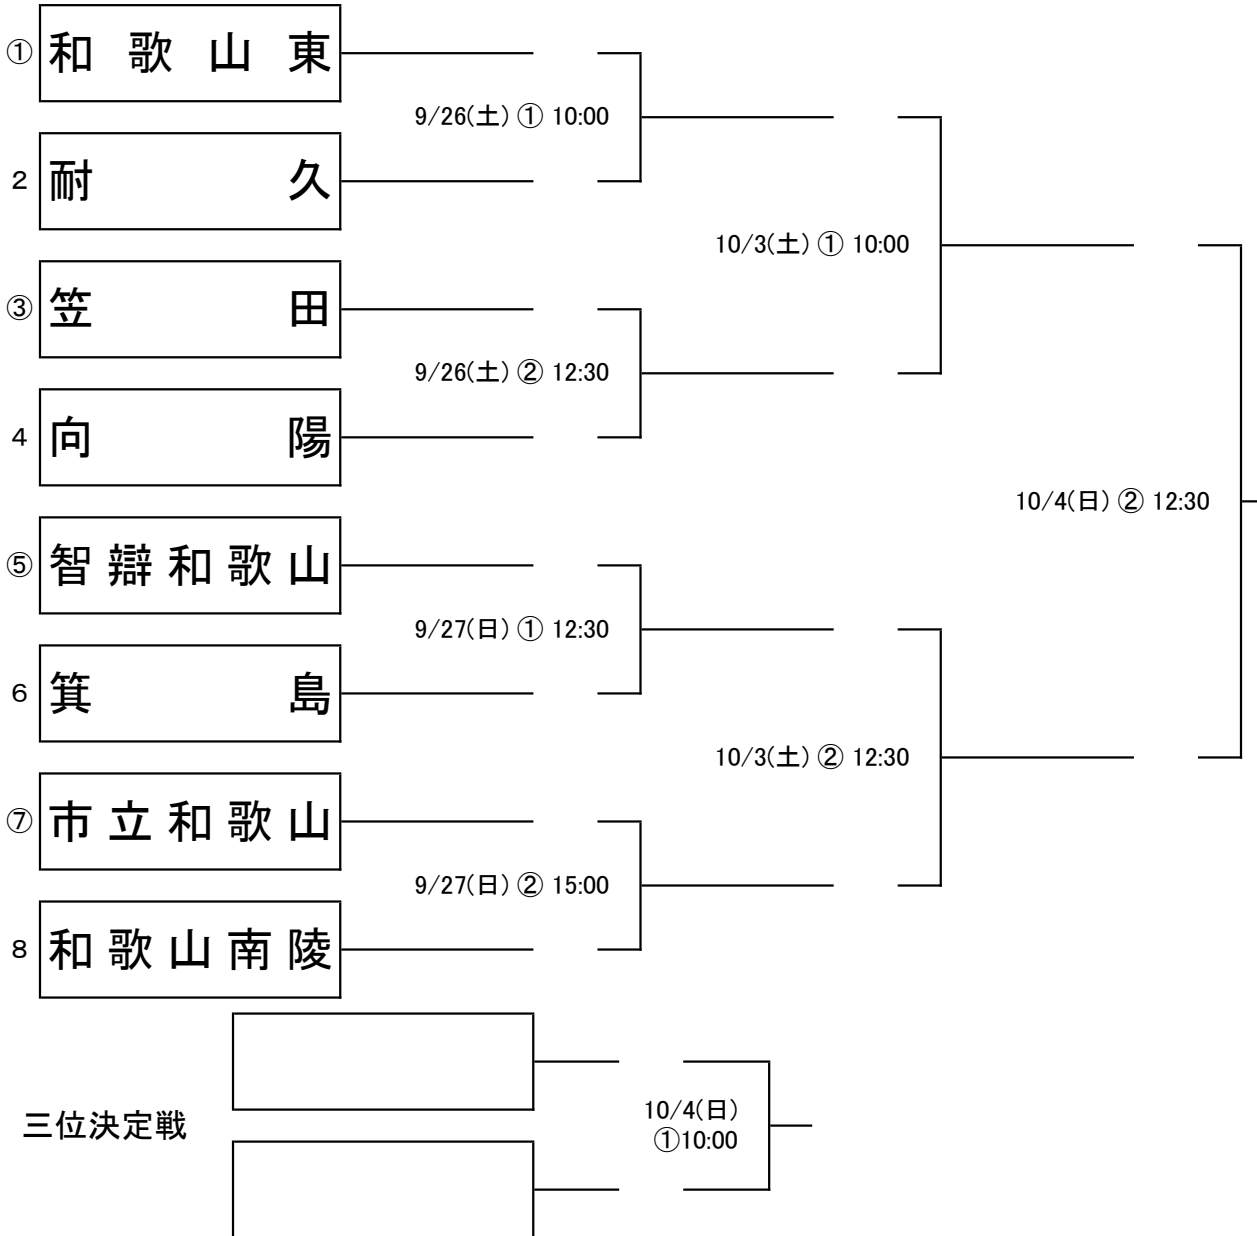 ① 和歌山東
9/26(土) ① 10:00
2 耐久
10/3(土) ① 10:00
③ 笠田
9/26(土) ② 12:30
4 向陽
10/4(日) ② 12:30
⑤ 智辯和歌山
9/27(日) ① 12:30
6 箕島
10/3(土) ② 12:30
⑦ 市立和歌山
9/27(日) ② 15:00
8 和歌山南陵
三位決定戦
10/4(日)
①10:00